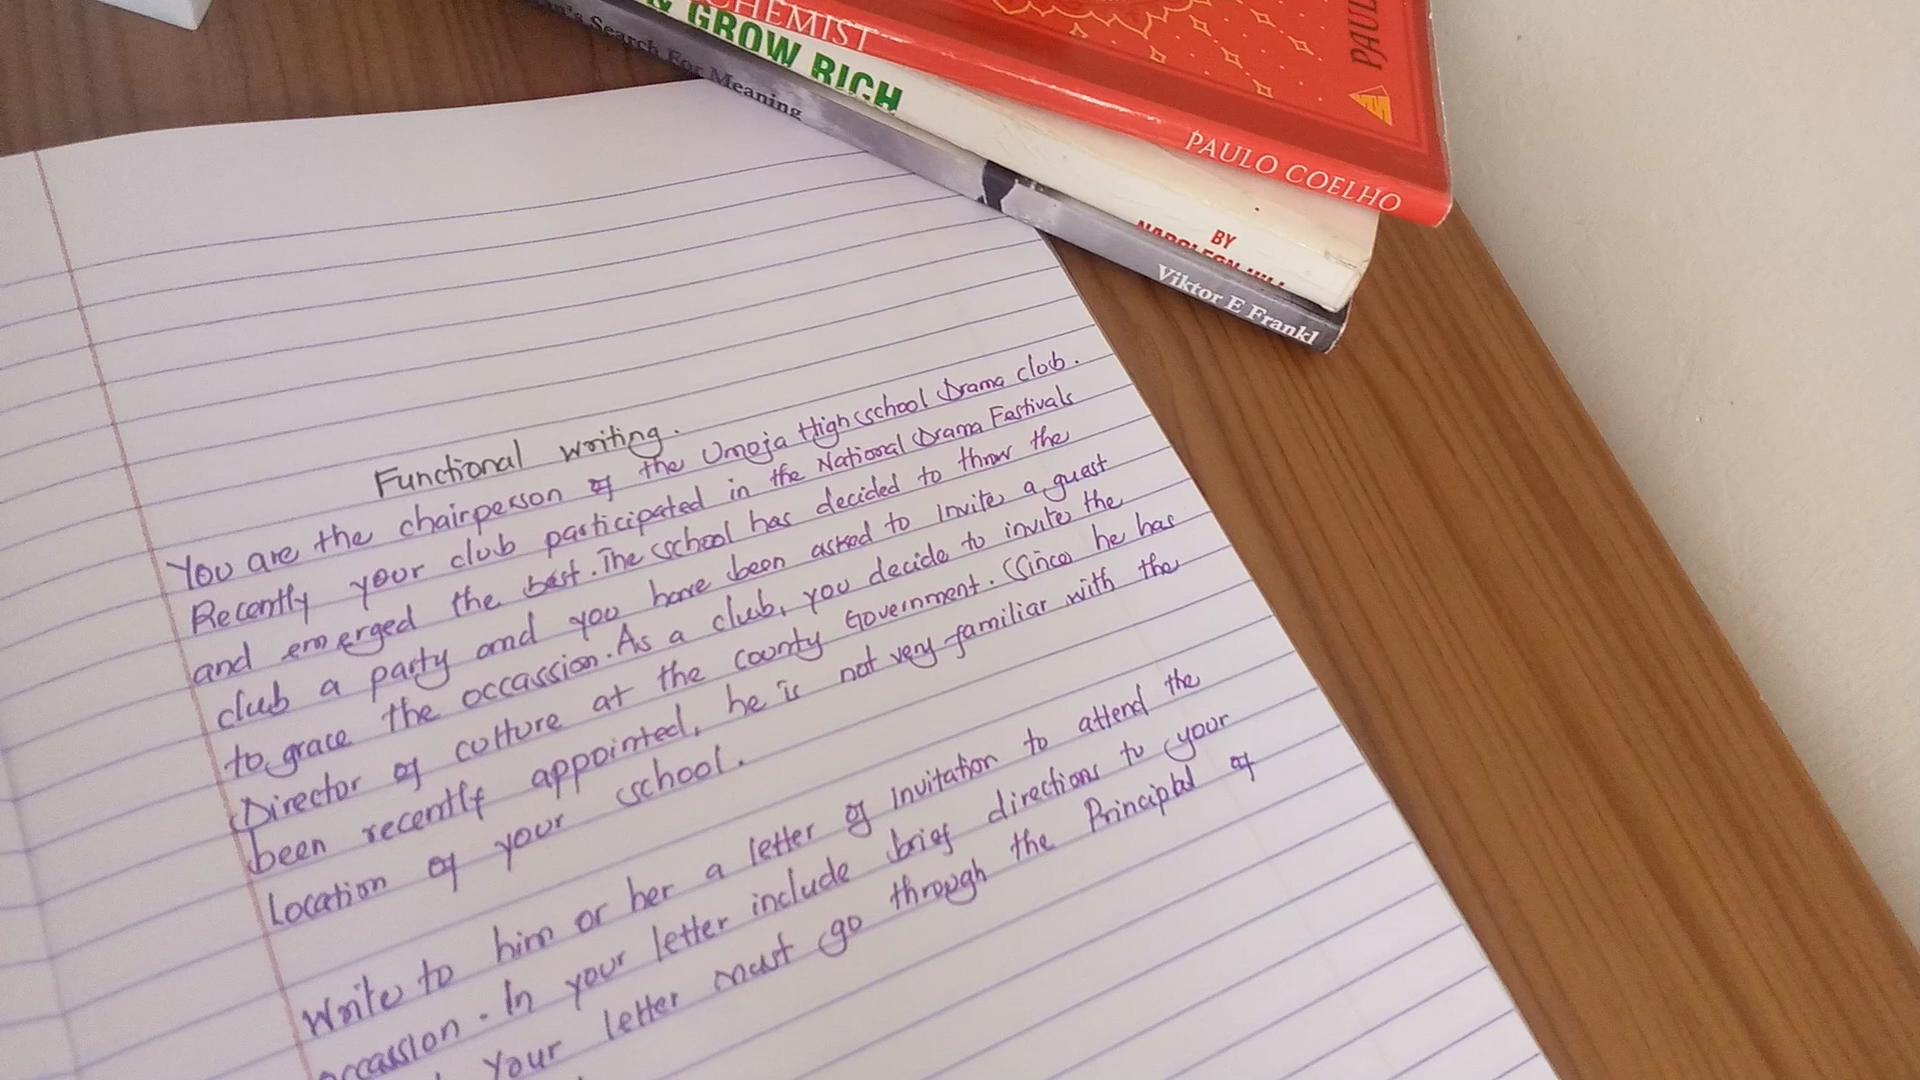 CHEMIST
PAUL
& GROW RICH
Search For Meaning
PAULO COELHO
BY
NAPOLEON HILL
Viktor E Frankl
Functional writing.
You are the chairperson of the Umoja High school Drama club.
Recently your club participated in the National Drama Festivals
and emerged the best. The school has decided to throw the
club a party and you have been asked to invite a guest
to grace the occassion. As a club, you decide to invite the
Director of culture at the county Government. Since he has
been recently appointed, he is not very familiar with the
Location of your school.
Write to him or her a letter of invitation to attend the
occassion. In your letter include brief directions to your
Your letter must go through the Principal of